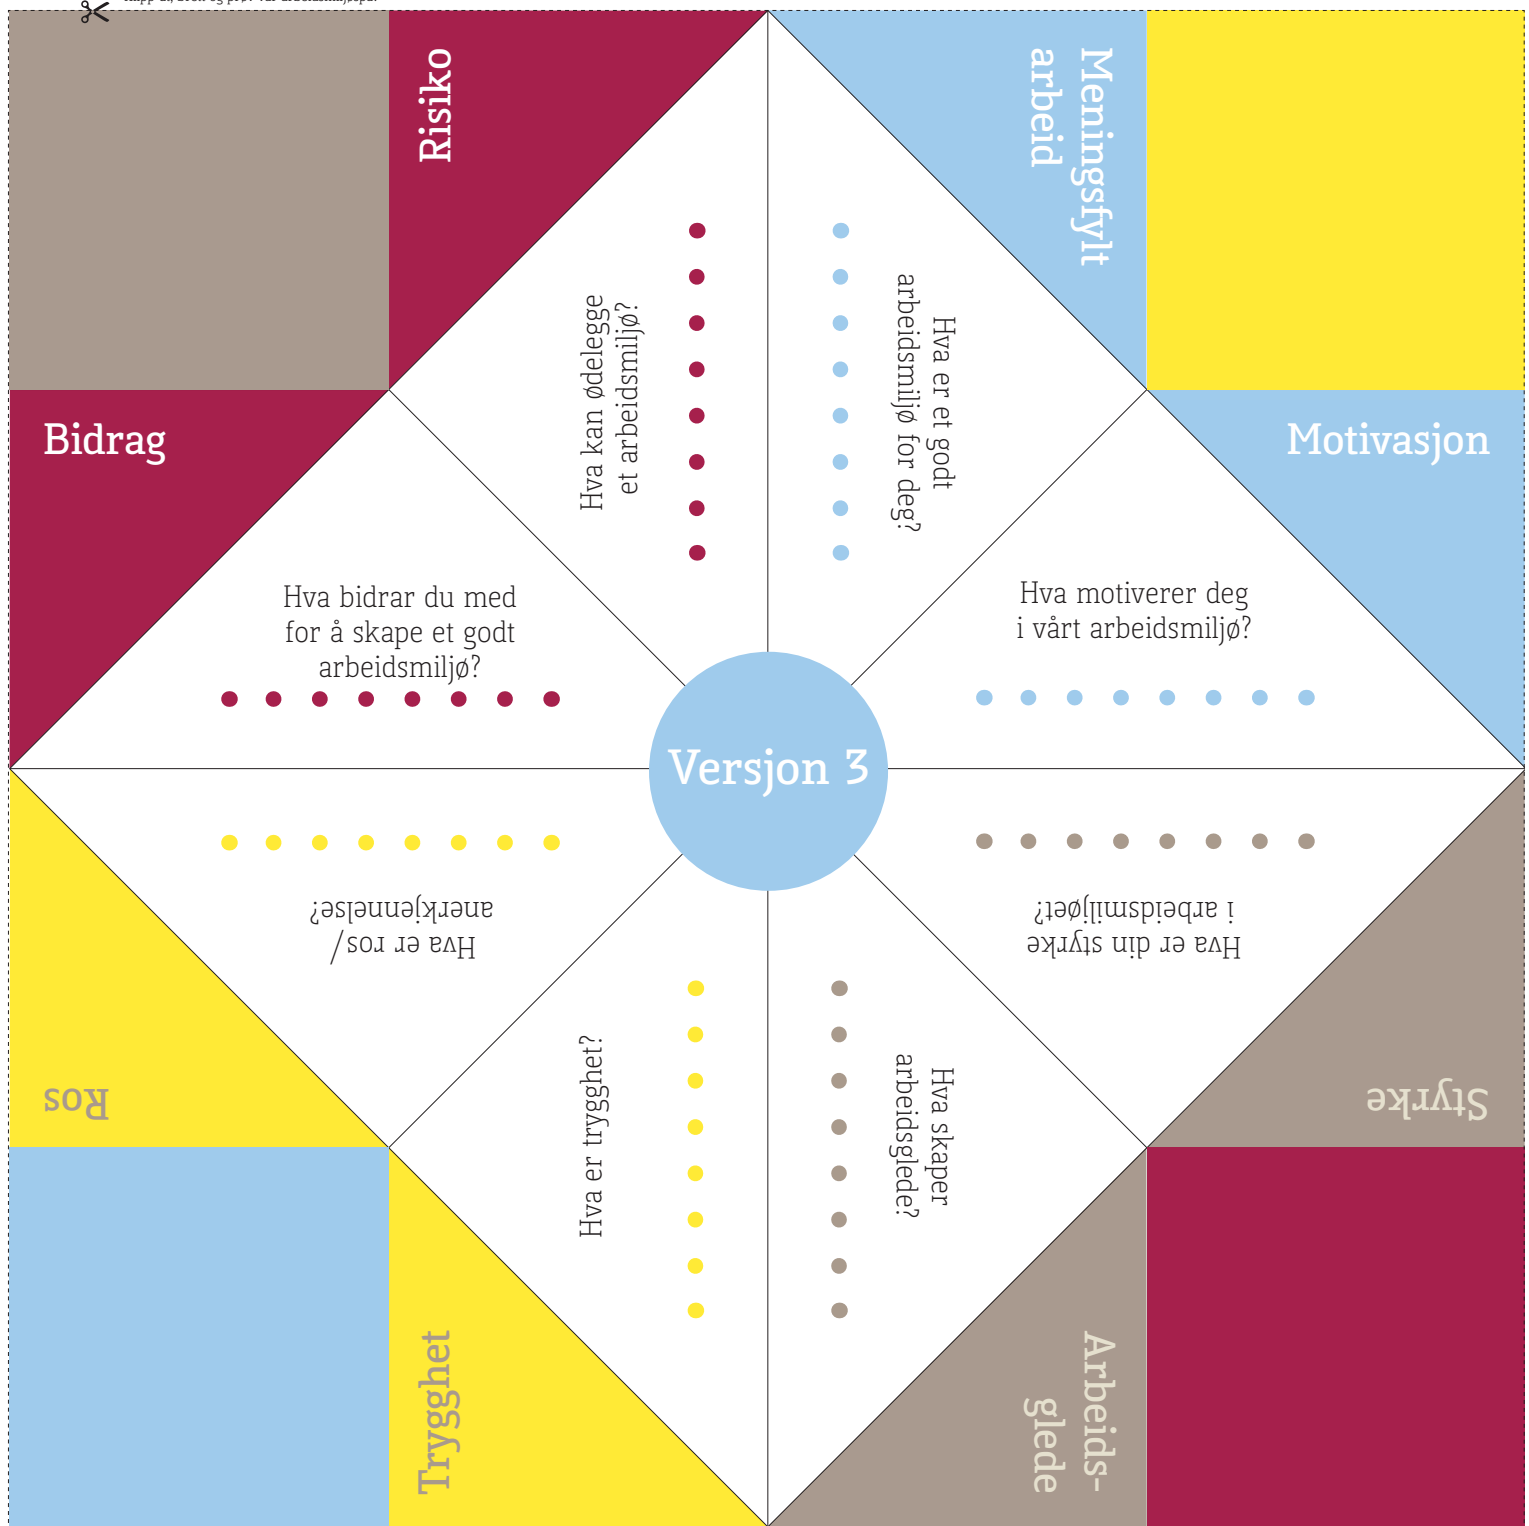 Risiko
Meningsfylt
arbeid
Bidrag
Motivasjon
Hva kan ødelegge
et arbeidsmiljø?
Hva er et godt
arbeidsmiljø for deg?
Hva bidrar du med
for å skape et godt
arbeidsmiljø?
Hva motiverer deg
i vårt arbeidsmiljø?
Versjon 3
Hva er ros/
anerkjennelse?
Hva er din styrke
i arbeidsmiljøet?
Hva er trygghet?
Hva skaper
arbeidsglede?
Ros
Styrke
Trygghet
Arbeids-
glede